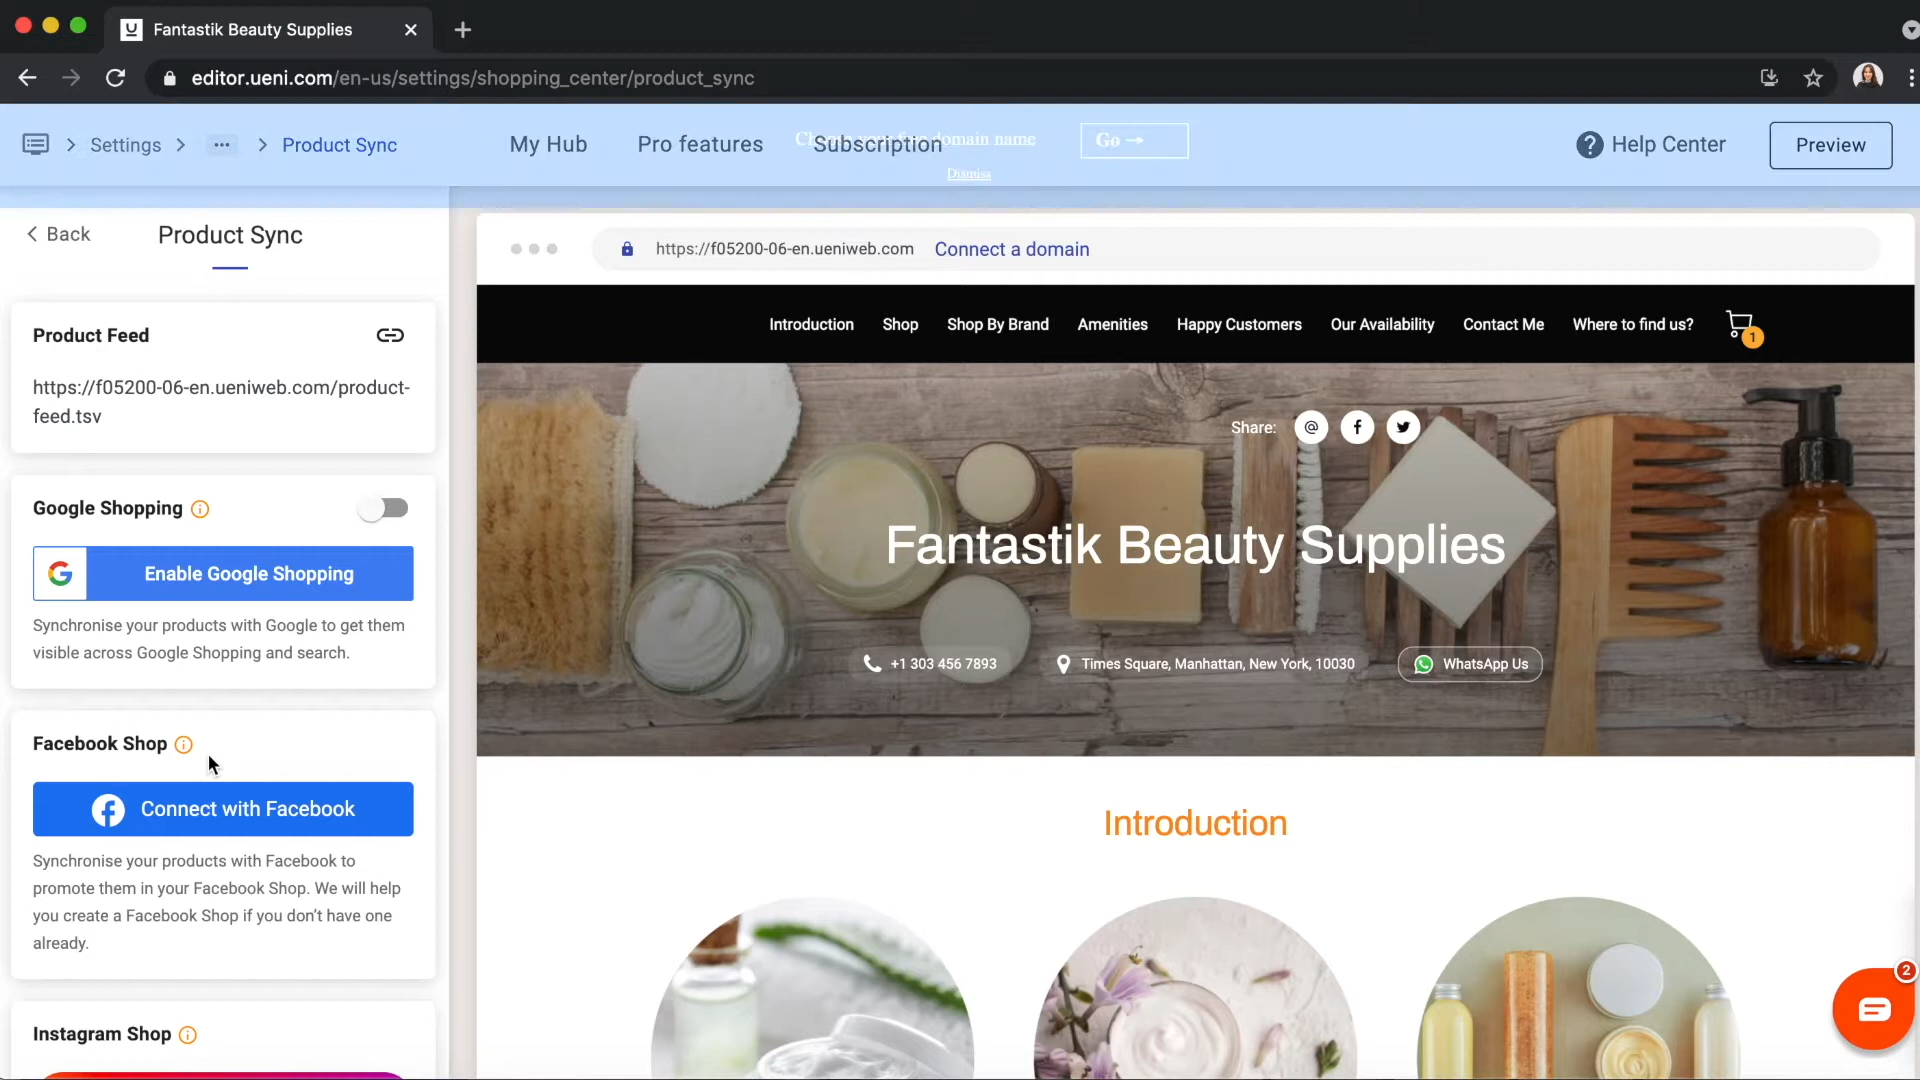 Fantastik Beauty Supplies
editor.ueni.com/en-us/settings/shopping_center/product_sync
Settings
...
Product Sync
My Hub
Pro features
Subscription
domain name
Go →
Dismiss
Help Center
Preview
Back
Product Sync
Product Feed
https://f05200-06-en.ueniweb.com/product-
feed.tsv
Google Shopping
Enable Google Shopping
Synchronise your products with Google to get them
visible across Google Shopping and search.
Facebook Shop
Connect with Facebook
Synchronise your products with Facebook to
promote them in your Facebook Shop. We will help
you create a Facebook Shop if you don't have one
already.
Instagram Shop
https://f05200-06-en.ueniweb.com Connect a domain
Introduction Shop Shop By Brand Amenities Happy Customers Our Availability Contact Me Where to find us?
1
Share:
Fantastik Beauty Supplies
+1 303 456 7893
Times Square, Manhattan, New York, 10030
WhatsApp Us
Introduction
2